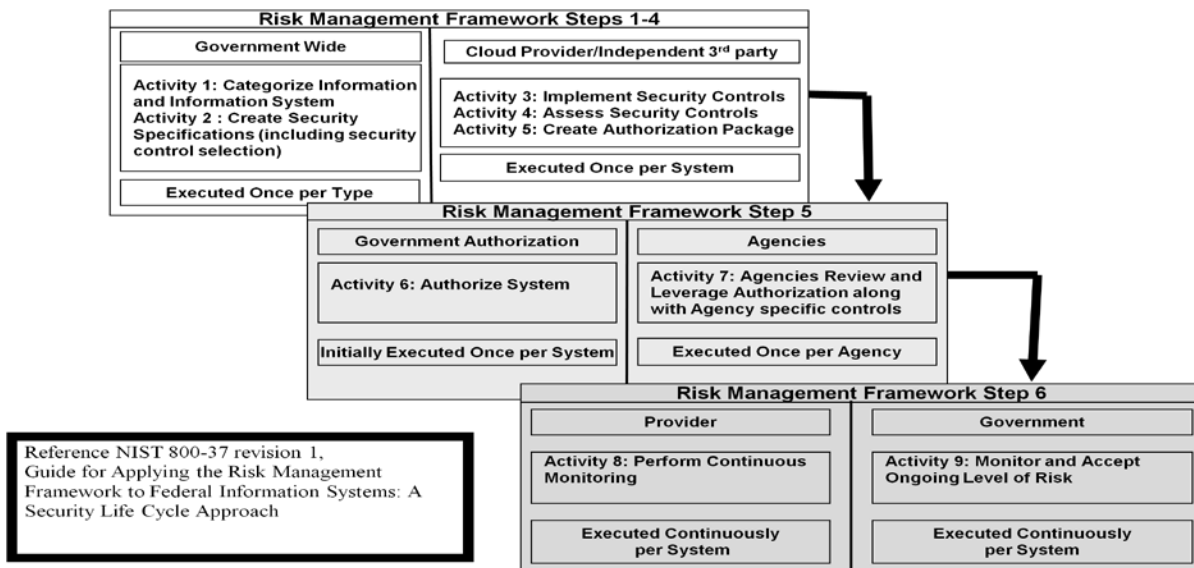 Risk Management Framework Steps 1-4
Government Wide
Activity 1: Categorize Information
and Information System
Activity 2 : Create Security
Specifications (including security
control selection)
Executed Once per Type
Cloud Provider/Independent 3rd party
Activity 3: Implement Security Controls
Activity 4: Assess Security Controls
Activity 5: Create Authorization Package
Executed Once per System
Risk Management Framework Step 5
Government Authorization
Activity 6: Authorize System
Initially Executed Once per System
Agencies
Activity 7: Agencies Review and
Leverage Authorization along
with Agency specific controls
Executed Once per Agency
Risk Management Framework Step 6
Provider
Activity 8: Perform Continuous
Monitoring
Executed Continuously
per System
Government
Activity 9: Monitor and Accept
Ongoing Level of Risk
Executed Continuously
per System
Reference NIST 800-37 revision 1,
Guide for Applying the Risk Management
Framework to Federal Information Systems: A
Security Life Cycle Approach